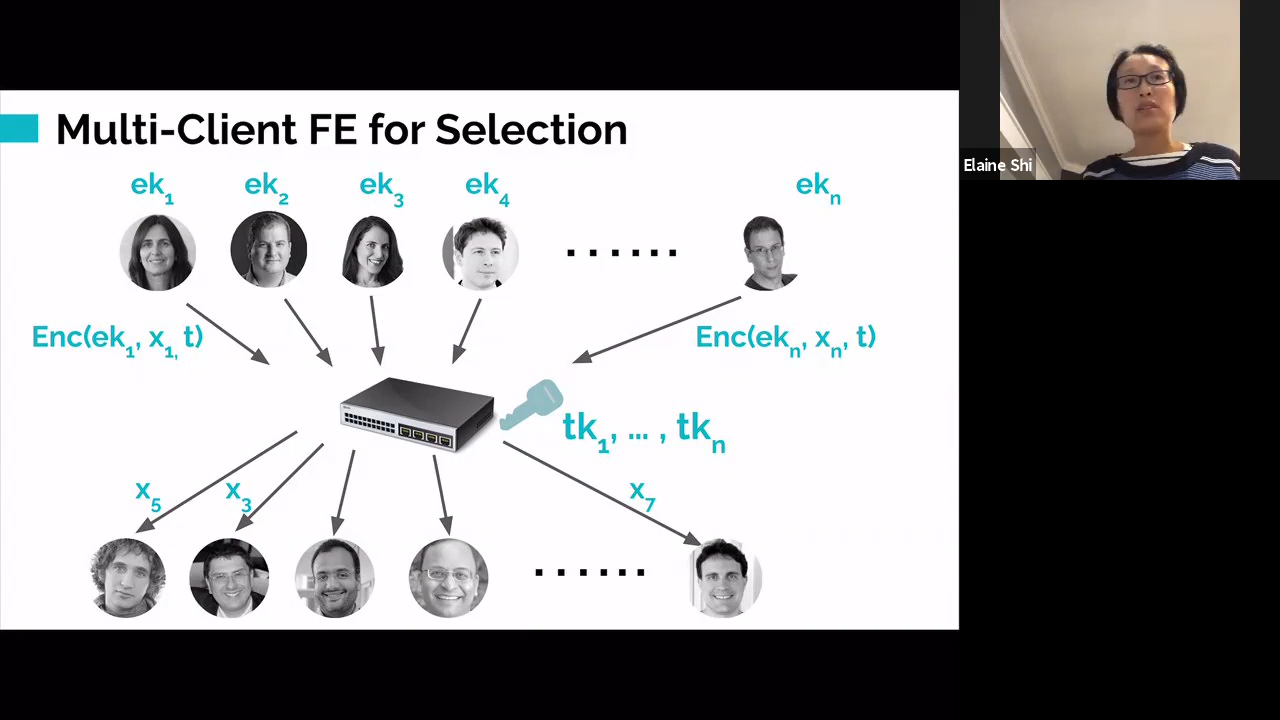 Multi-Client FE for Selection
Elaine Shi
ek₁ ek₂ ek₃ ek₄ ...... ekₙ
Enc(ek₁, x₁, t) Enc(ekₙ, xₙ, t)
tk₁, ... , tkₙ
x₅ x₃ x₇
......